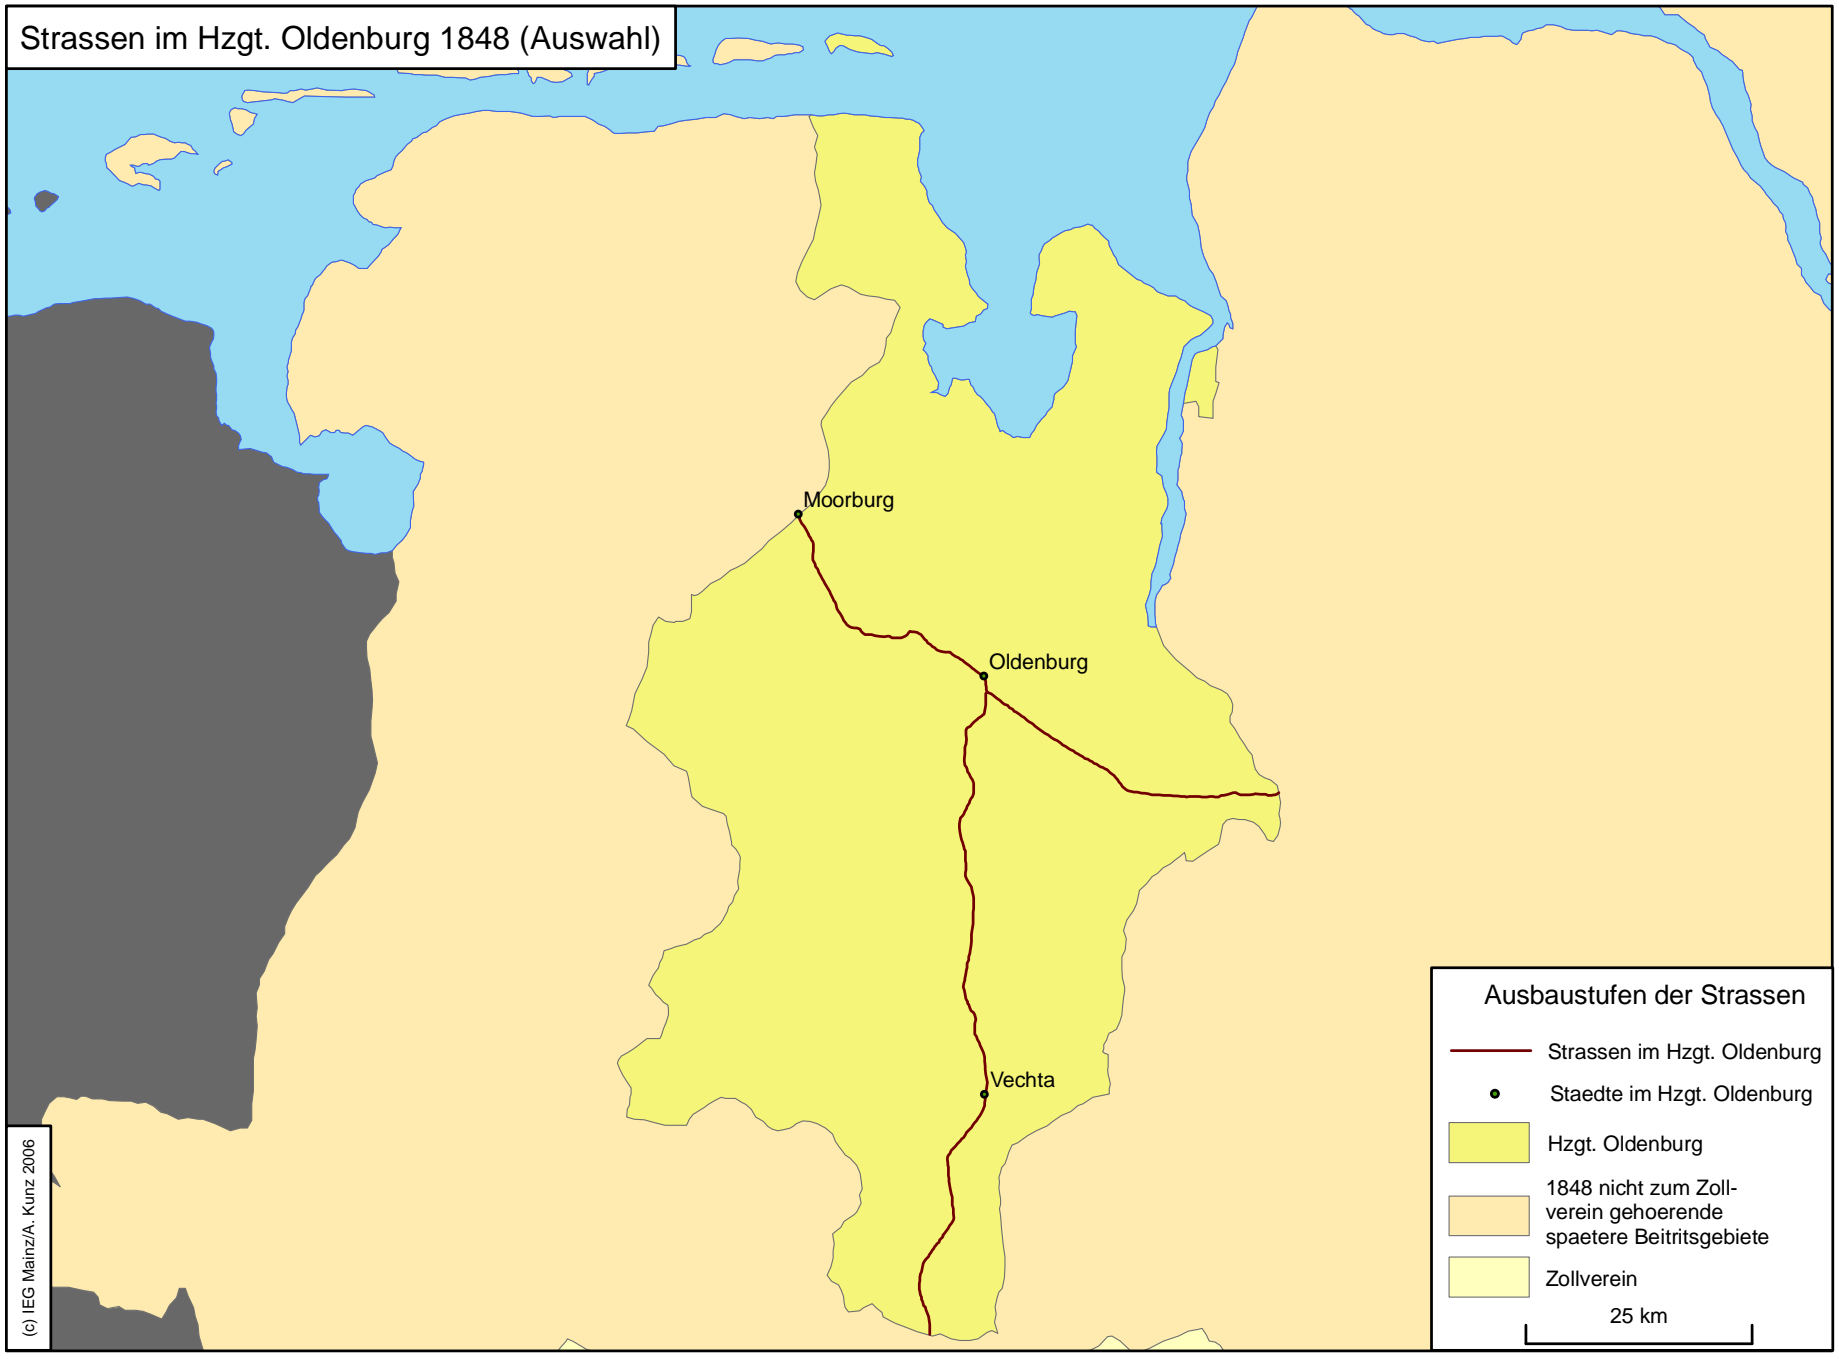 Strassen im Hzgt. Oldenburg 1848 (Auswahl)
Moorburg
Oldenburg
Vechta
Ausbaustufen der Strassen
Strassen im Hzgt. Oldenburg
Staedte im Hzgt. Oldenburg
Hzgt. Oldenburg
1848 nicht zum Zoll-
verein gehoerende
spaetere Beitritsgebiete
Zollverein
25 km
(c) IEG Mainz/A. Kunz 2006